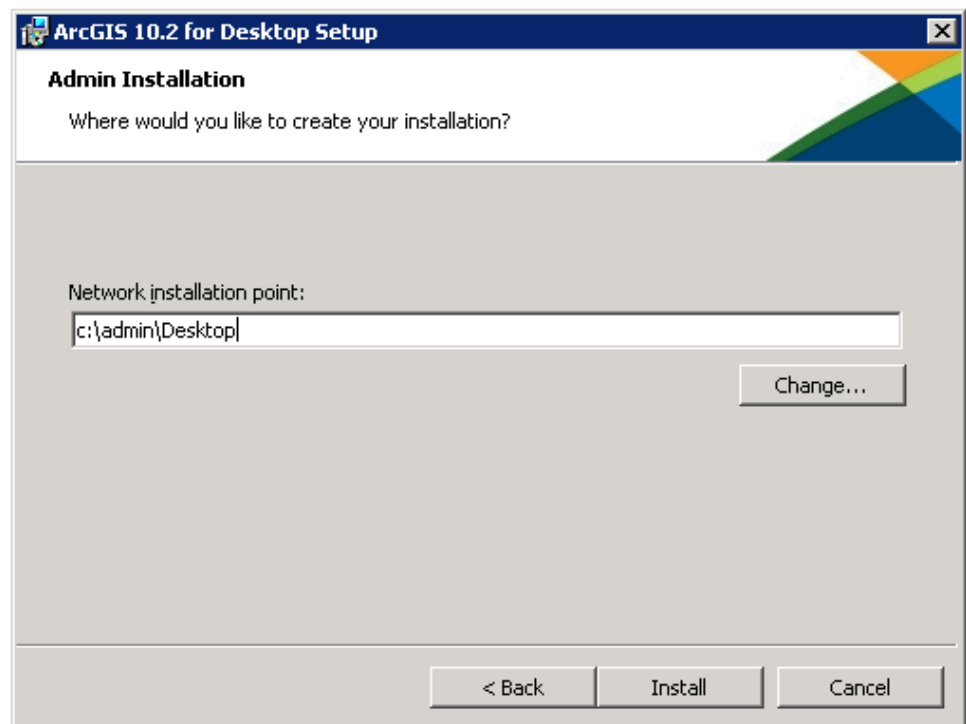 ArcGIS 10.2 for Desktop Setup
Admin Installation
Where would you like to create your installation?
Network installation point:
c:\admin\Desktop
Change...
< Back
Install
Cancel